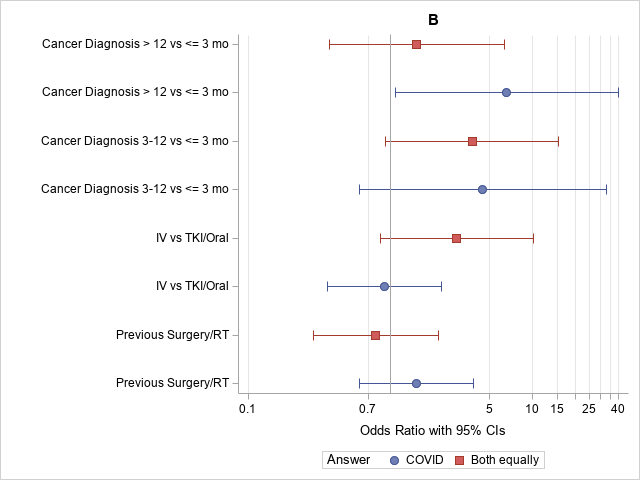 B
Cancer Diagnosis > 12 vs <= 3 mo
Cancer Diagnosis > 12 vs <= 3 mo
Cancer Diagnosis 3-12 vs <= 3 mo
Cancer Diagnosis 3-12 vs <= 3 mo
IV vs TKI/Oral
IV vs TKI/Oral
Previous Surgery/RT
Previous Surgery/RT
0.1 0.7 5 10 15 25 40
Odds Ratio with 95% CIs
Answer COVID Both equally